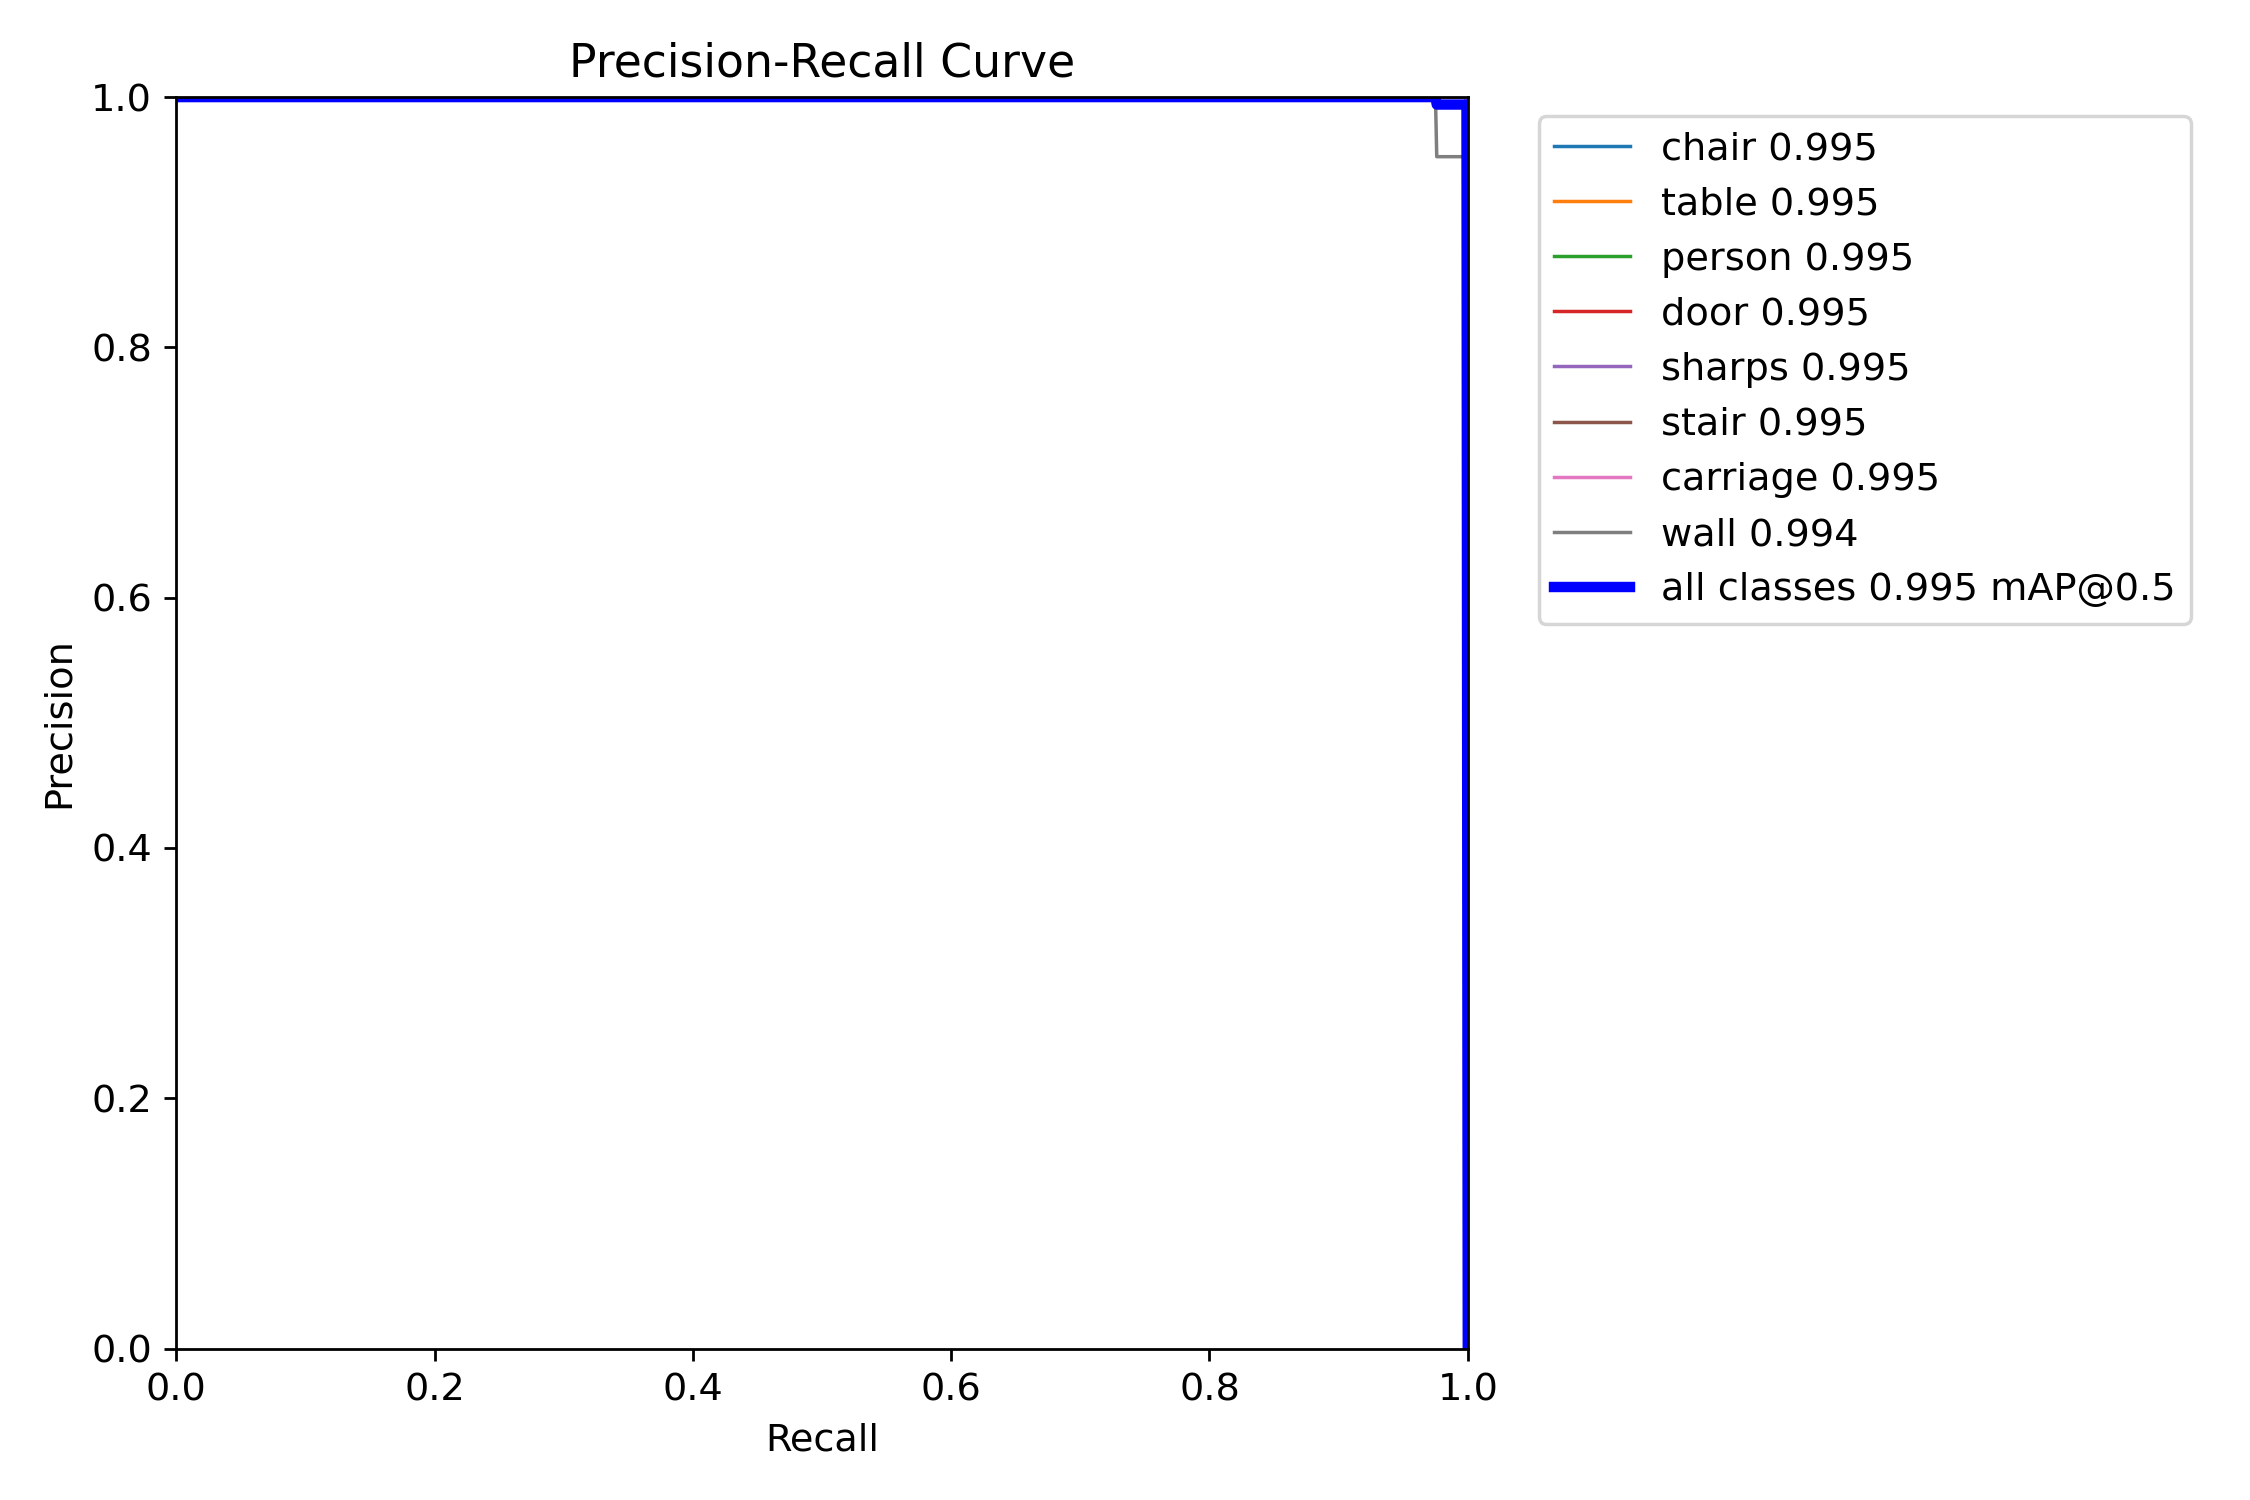 Precision-Recall Curve
1.0
0.8
0.6
0.4
0.2
0.0
Precision
0.0 0.2 0.4 0.6 0.8 1.0
Recall
chair 0.995
table 0.995
person 0.995
door 0.995
sharps 0.995
stair 0.995
carriage 0.995
wall 0.994
all classes 0.995 mAP@0.5